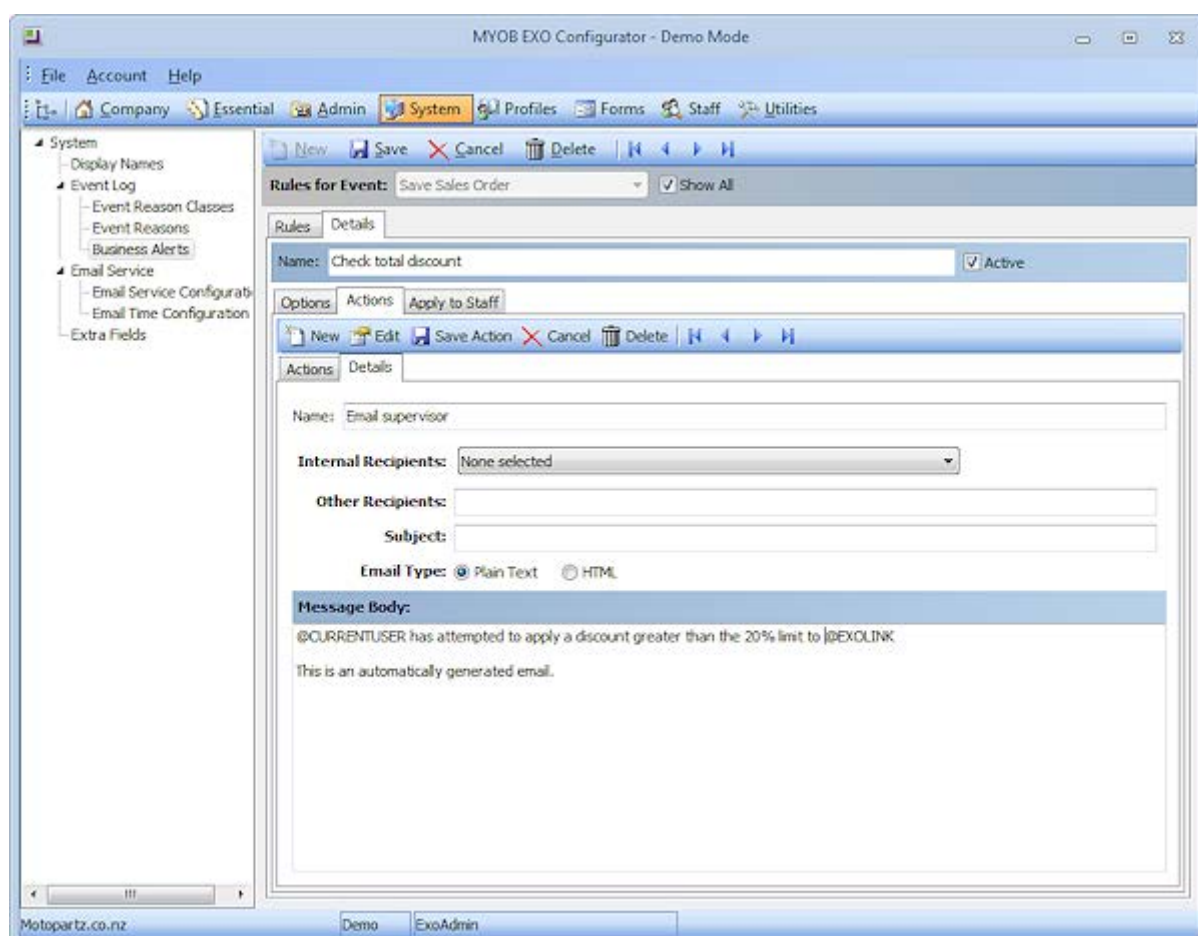 MYOB EXO Configurator - Demo Mode
File Account Help
Company Essential Admin System Profiles Forms Staff Utilities
System
Display Names
Event Log
Event Reason Classes
Event Reasons
Business Alerts
Email Service
Email Service Configurati
Email Time Configuration
Extra Fields
New Save Cancel Delete
Rules for Event: Save Sales Order Show All
Rules Details
Name: Check total discount Active
Options Actions Apply to Staff
New Edit Save Action Cancel Delete
Actions Details
Name: Email supervisor
Internal Recipients: None selected
Other Recipients:
Subject:
Email Type: Plain Text HTML
Message Body:
@CURRENTUSER has attempted to apply a discount greater than the 20% limit to @EXOLINK
This is an automatically generated email.
Motopartz.co.nz Demo ExoAdmin